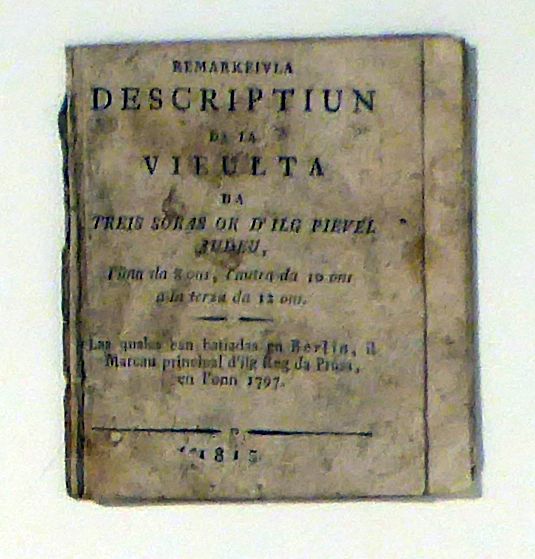 REMARKEIVLA
DESCRIPTIUN
DA LA
VIEULTA
DA
TREIS SORAS OR D'ILG PIEVEL
JUDEU,
l'üna da 8 ons, l'autra da 10 ons
a la terza da 12 ons.
Las qualas ean batiadas en Berlin, il
Marcau principal d'ilg Reg da Prusa,
en l'onn 1797.
1815